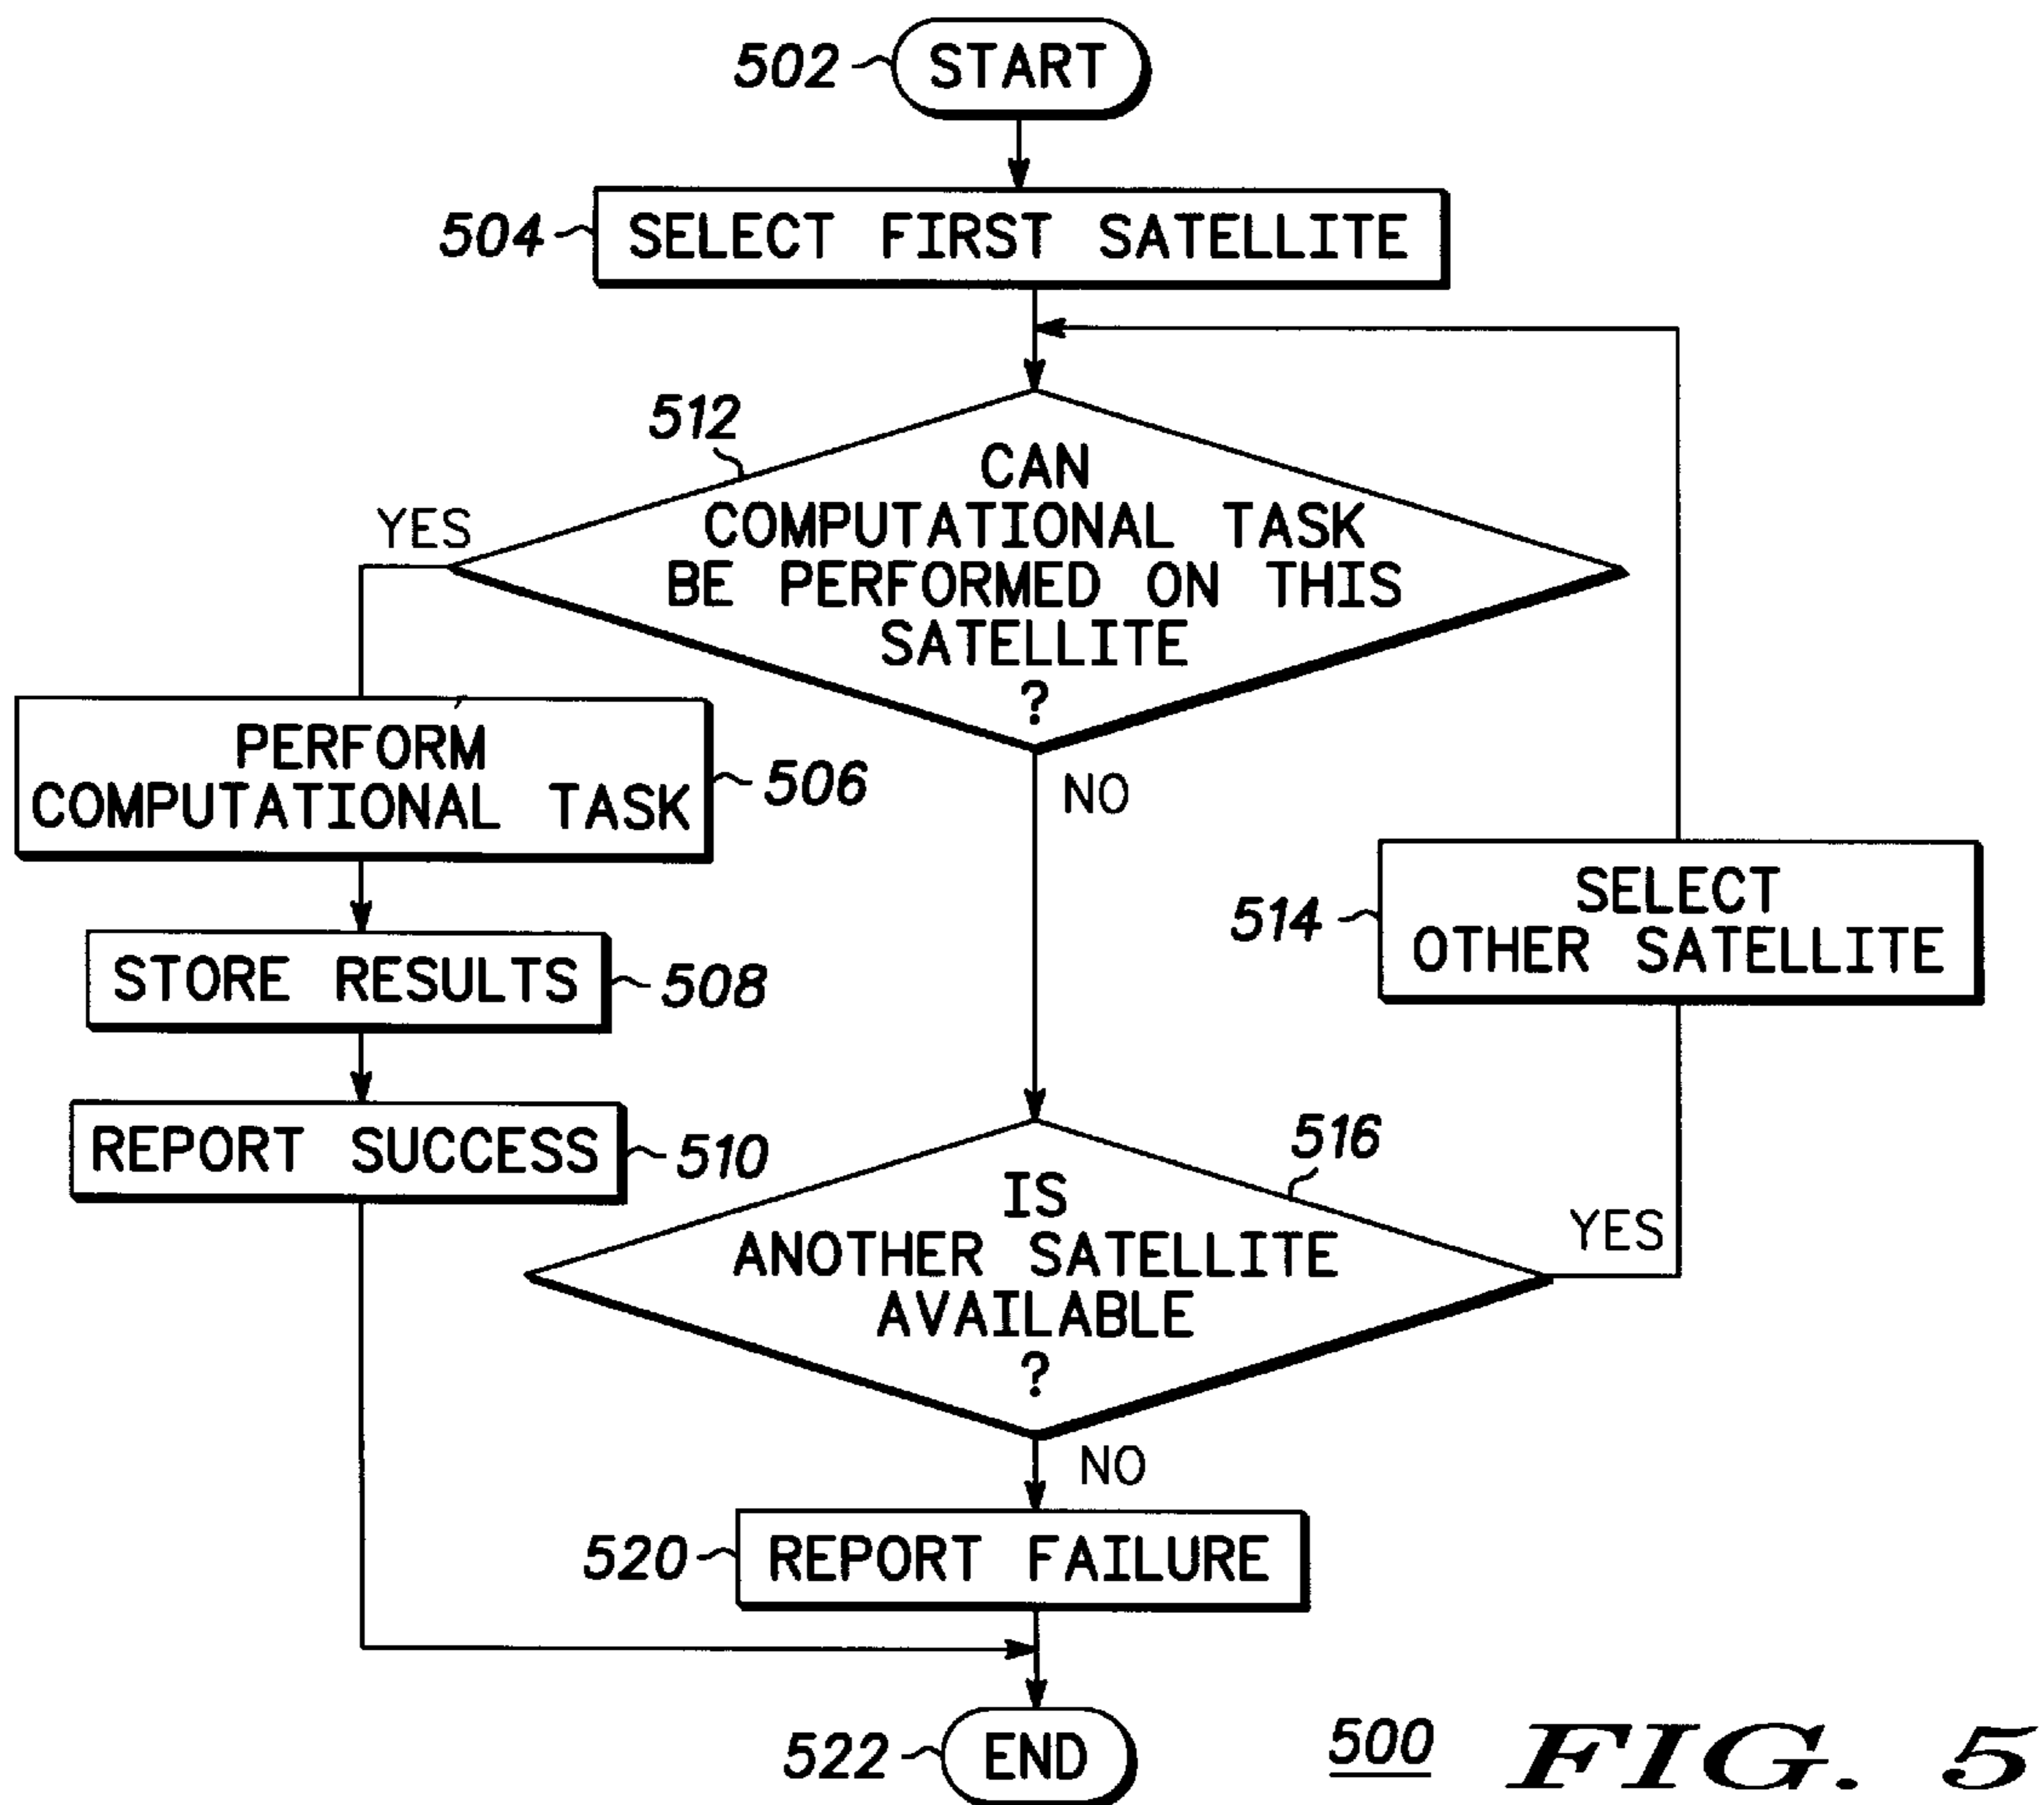 502
START
504
SELECT FIRST SATELLITE
512
CAN
COMPUTATIONAL TASK
BE PERFORMED ON THIS
SATELLITE
?
YES
NO
PERFORM
COMPUTATIONAL TASK
506
STORE RESULTS
508
REPORT SUCCESS
510
514
SELECT
OTHER SATELLITE
516
IS
ANOTHER SATELLITE
AVAILABLE
?
YES
NO
520
REPORT FAILURE
522
END
500
FIG. 5